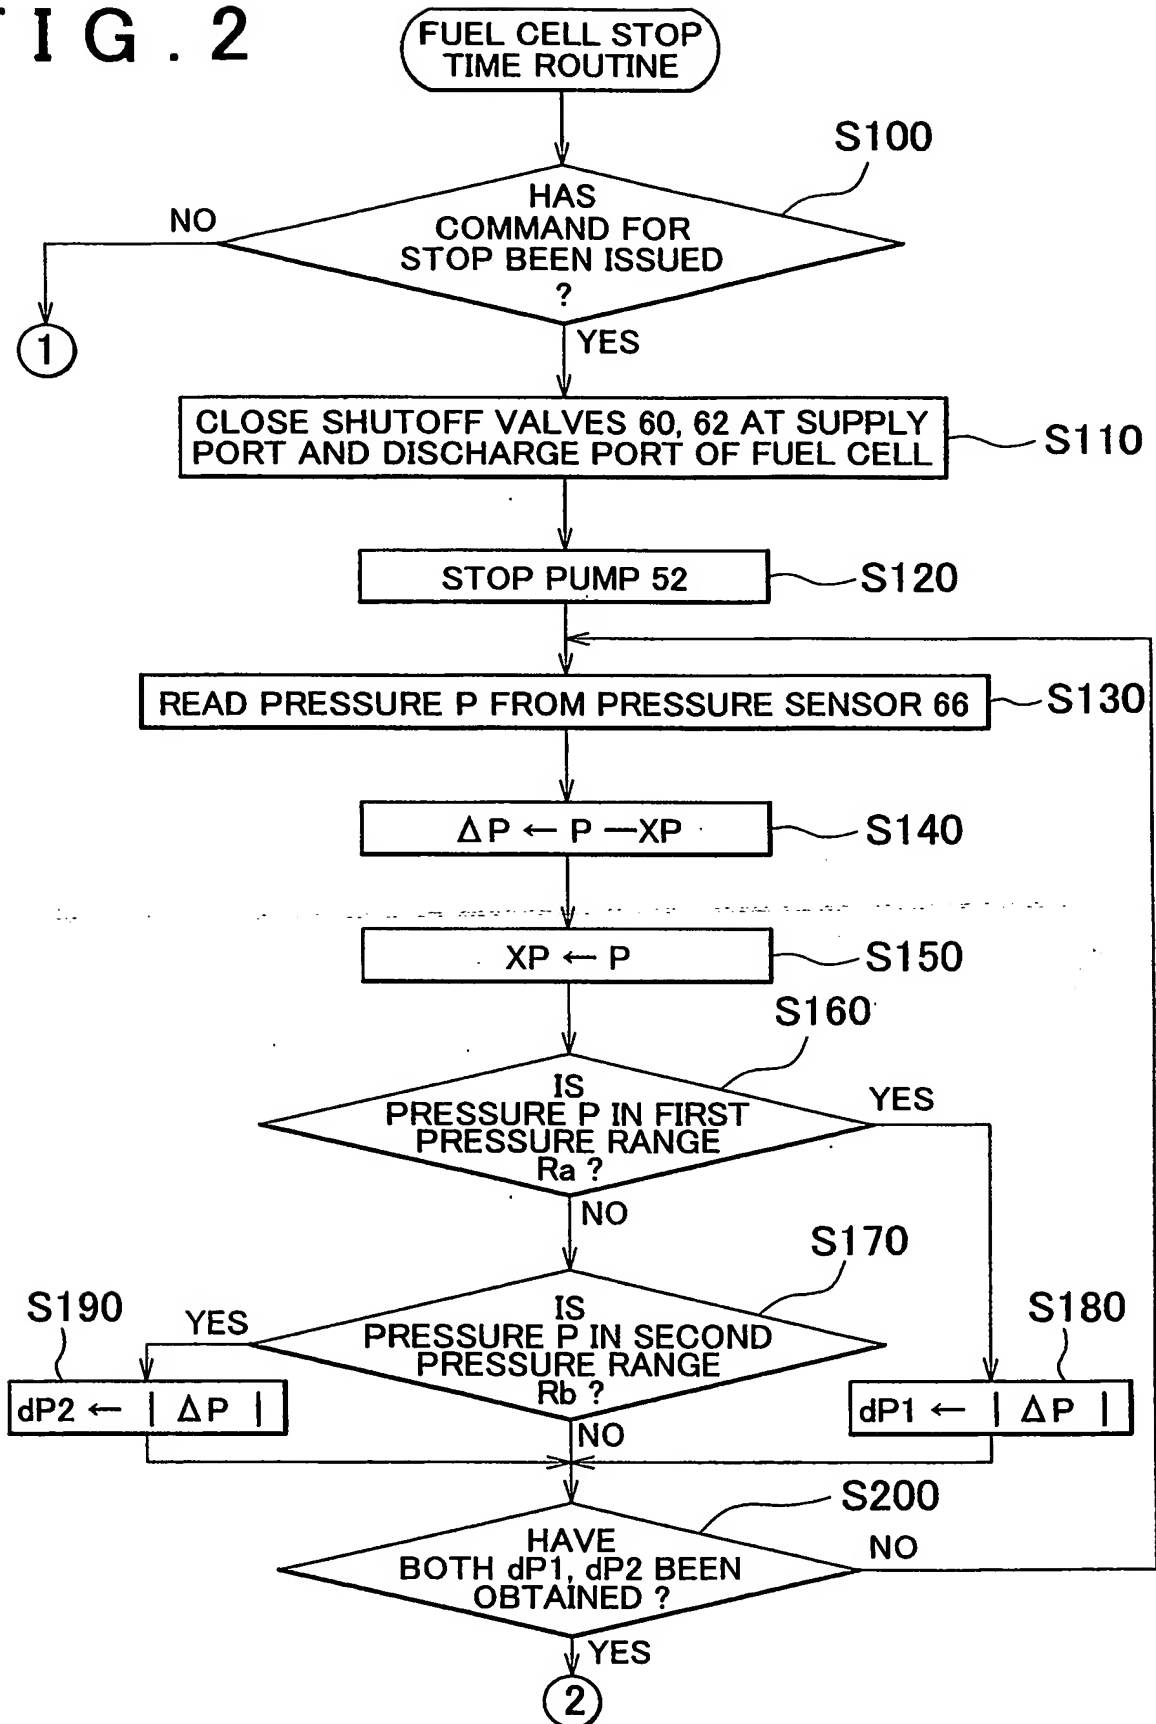 FIG. 2
FUEL CELL STOP
TIME ROUTINE
S100
HAS
COMMAND FOR
STOP BEEN ISSUED
?
NO
1
YES
CLOSE SHUTOFF VALVES 60, 62 AT SUPPLY
PORT AND DISCHARGE PORT OF FUEL CELL
S110
STOP PUMP 52
S120
READ PRESSURE P FROM PRESSURE SENSOR 66
S130
ΔP ← P —XP
S140
XP ← P
S150
S160
IS
PRESSURE P IN FIRST
PRESSURE RANGE
Ra ?
YES
NO
S170
IS
PRESSURE P IN SECOND
PRESSURE RANGE
Rb ?
YES
S190
S180
dP2 ← | ΔP |
dP1 ← | ΔP |
NO
S200
HAVE
BOTH dP1, dP2 BEEN
OBTAINED ?
NO
YES
2